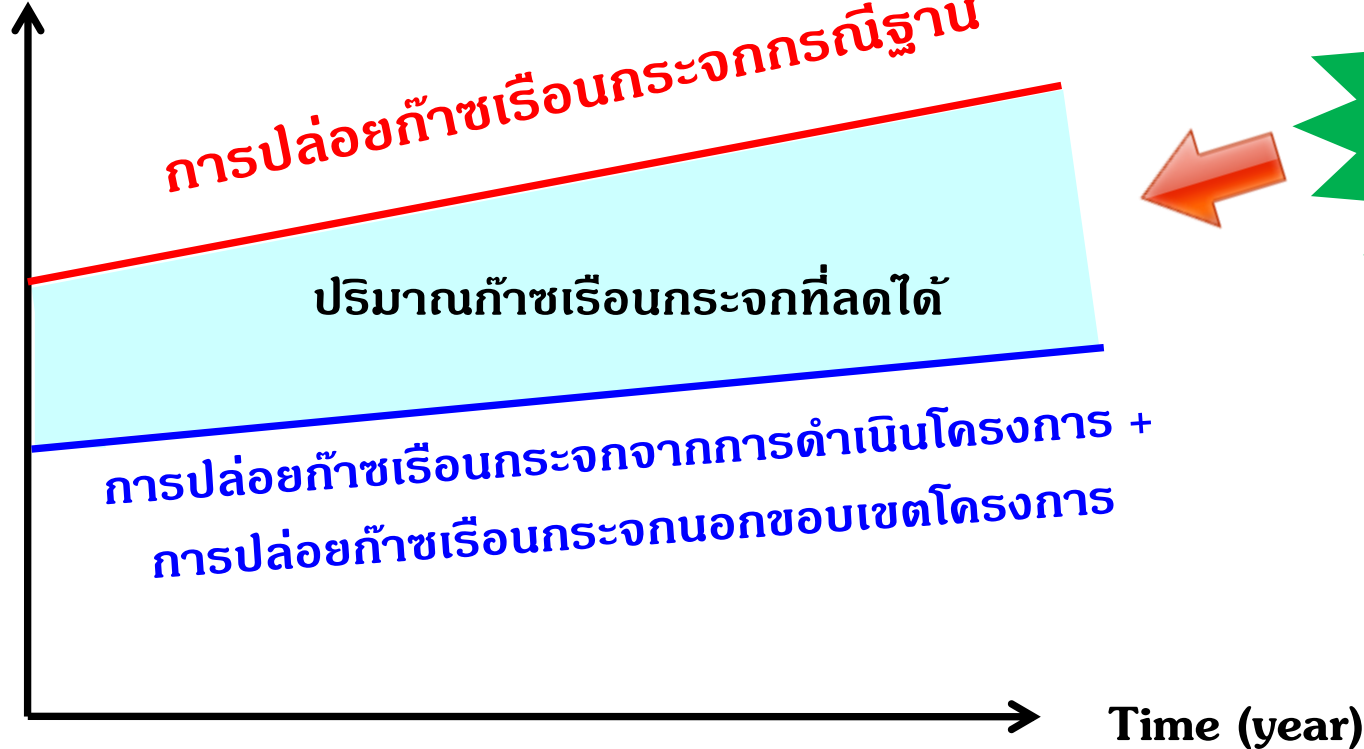 การปล่อยก๊าซเรือนกระจกกรณีฐาน
ปริมาณก๊าซเรือนกระจกที่ลดได้
การปล่อยก๊าซเรือนกระจกจากการดำเนินโครงการ +
การปล่อยก๊าซเรือนกระจกนอกขอบเขตโครงการ
Time (year)